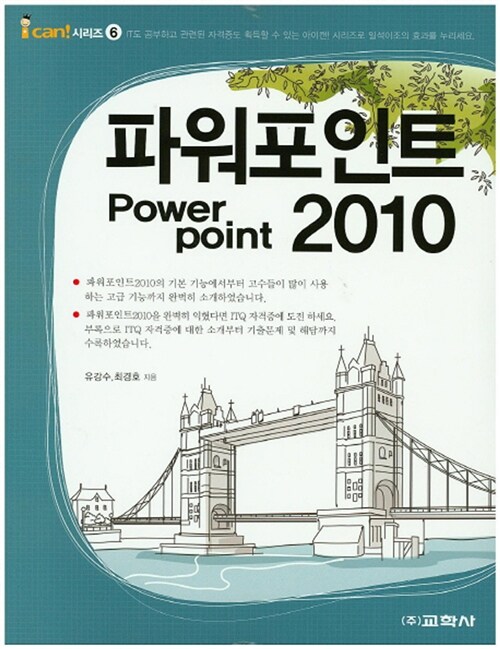 i can! 시리즈 6 IT도 공부하고 관련된 자격증도 획득할 수 있는 아이캔! 시리즈로 일석이조의 효과를 누리세요.
파워포인트
Power
point 2010
● 파워포인트2010의 기본 기능에서부터 고수들이 많이 사용
하는 고급 기능까지 완벽히 소개하였습니다.
● 파워포인트2010을 완벽히 익혔다면 ITQ 자격증에 도전 하세요.
부록으로 ITQ 자격증에 대한 소개부터 기출문제 및 해답까지
수록하였습니다.
유강수, 최경호 지음
(주)교학사